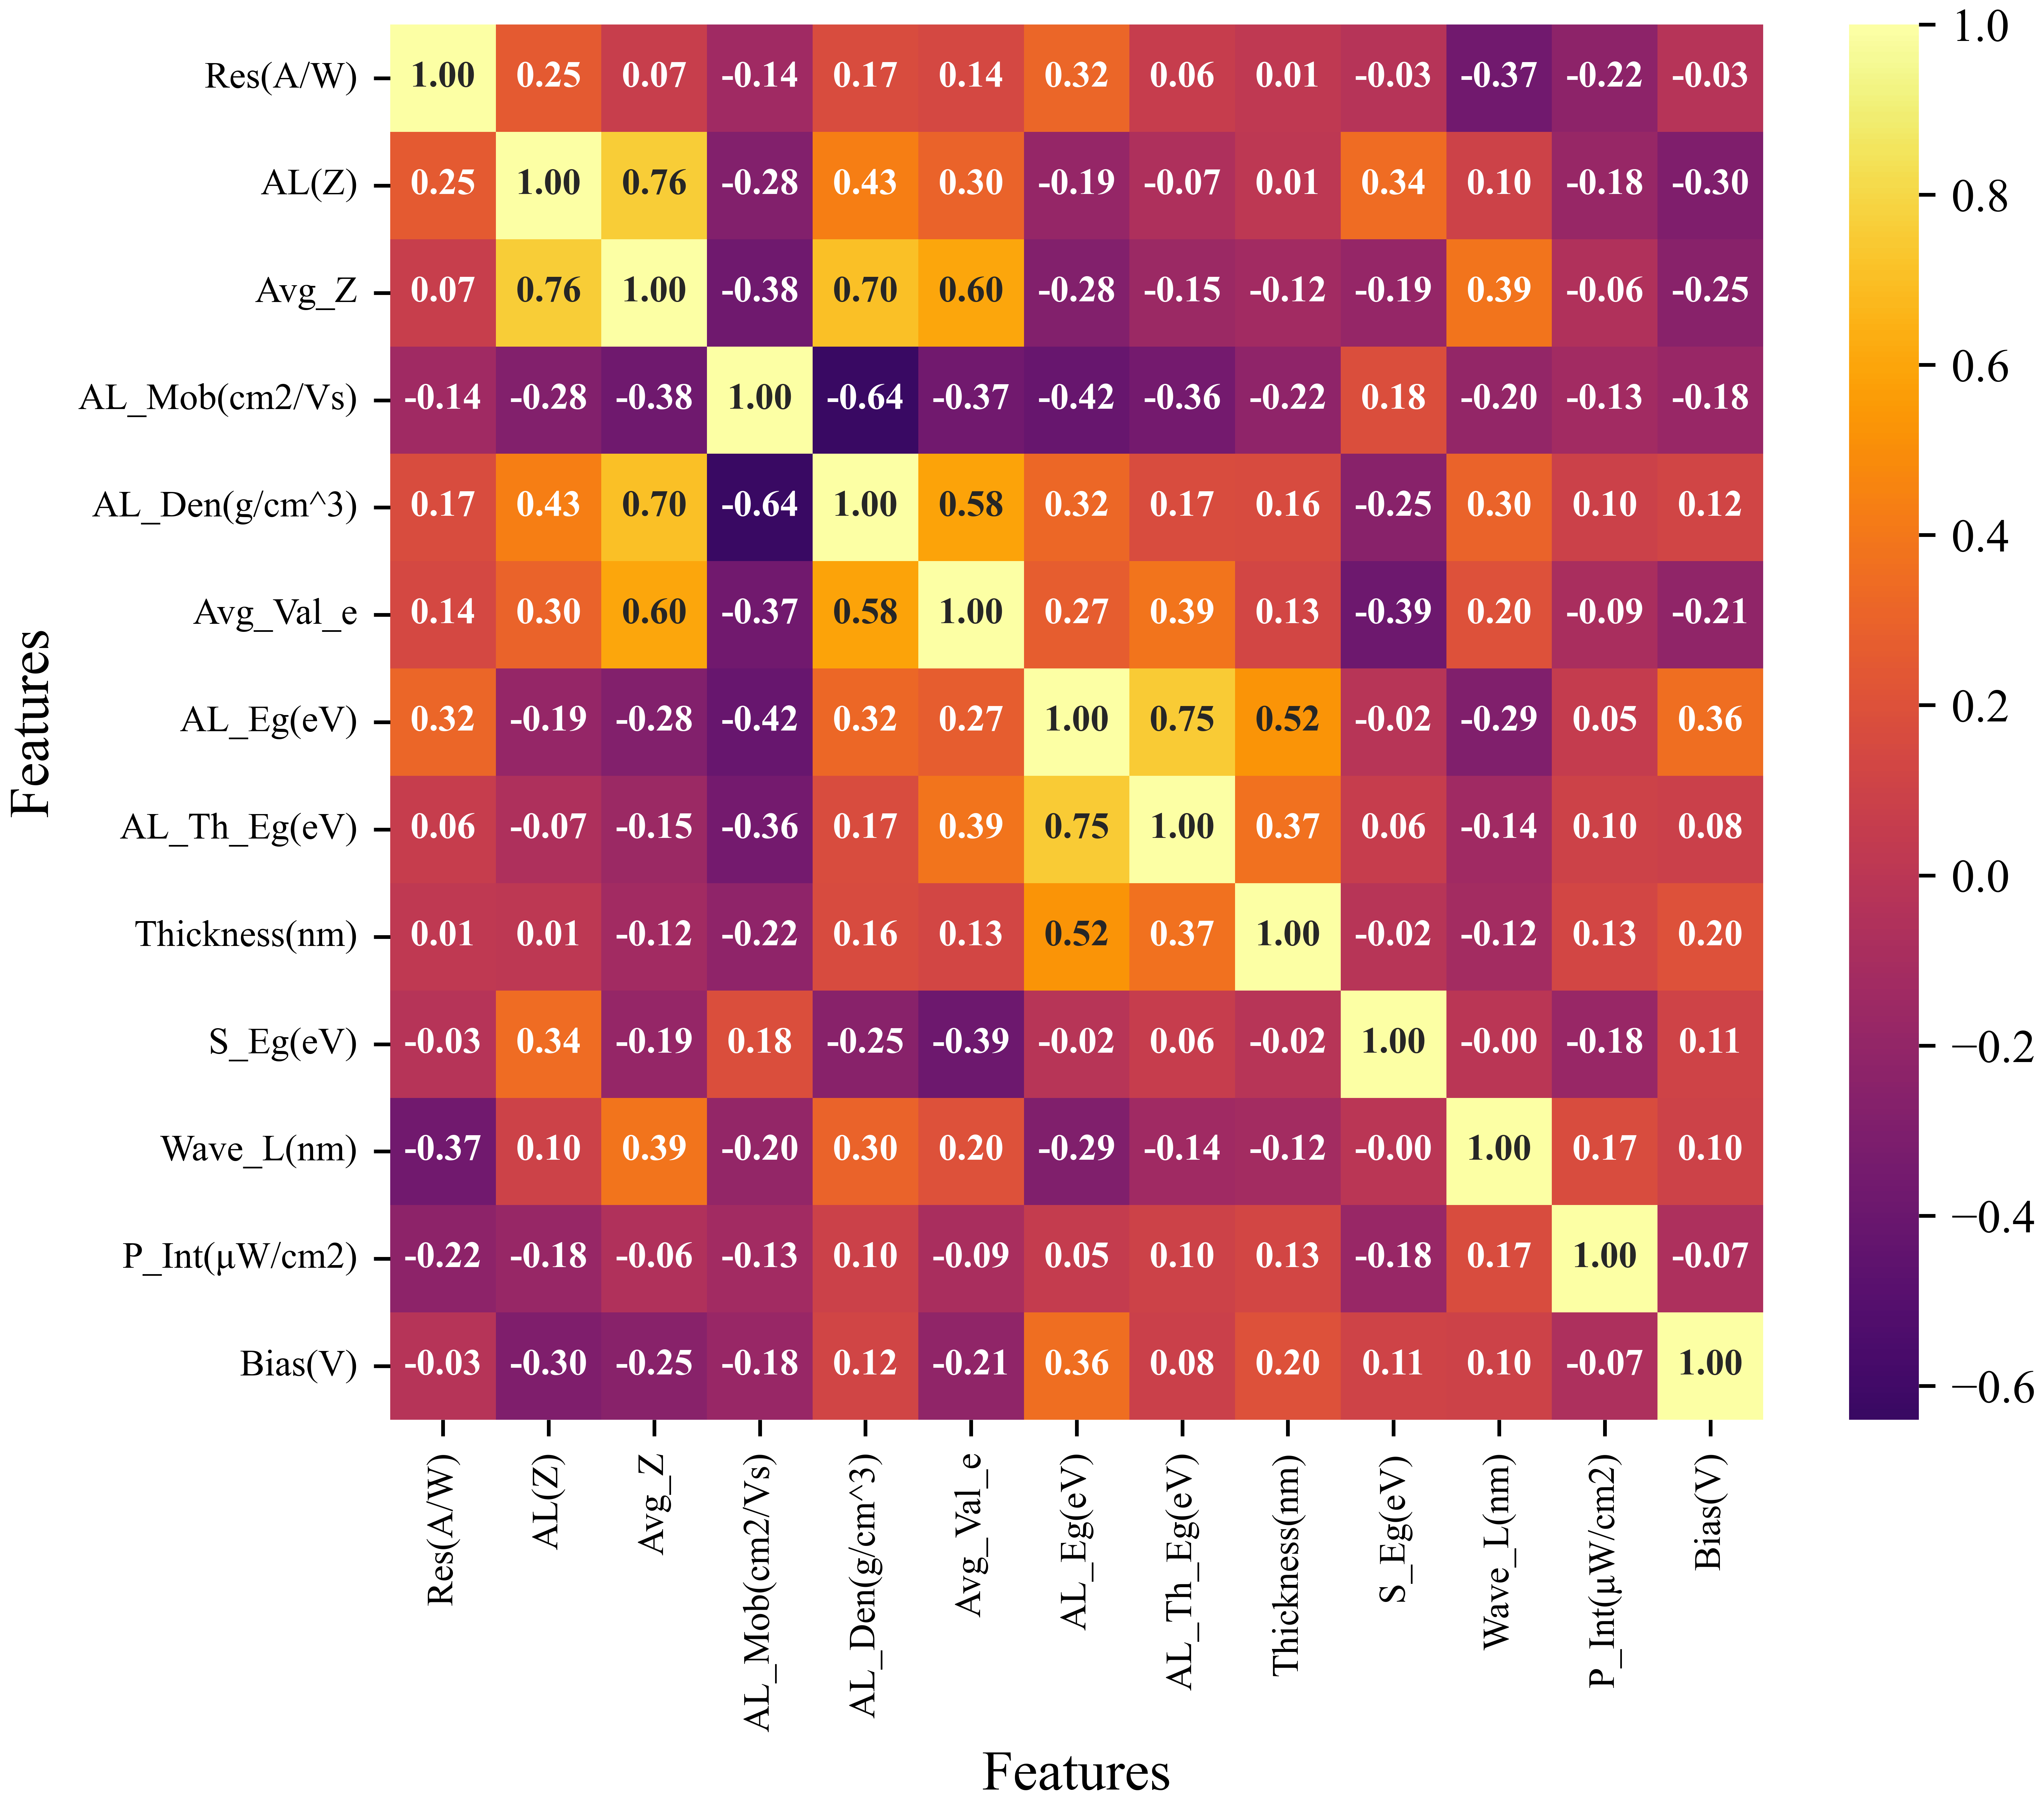 Res(A/W) 1.00 0.25 0.07 -0.14 0.17 0.14 0.32 0.06 0.01 -0.03 -0.37 -0.22 -0.03
AL(Z) 0.25 1.00 0.76 -0.28 0.43 0.30 -0.19 -0.07 0.01 0.34 0.10 -0.18 -0.30
Avg_Z 0.07 0.76 1.00 -0.38 0.70 0.60 -0.28 -0.15 -0.12 -0.19 0.39 -0.06 -0.25
AL_Mob(cm2/Vs) -0.14 -0.28 -0.38 1.00 -0.64 -0.37 -0.42 -0.36 -0.22 0.18 -0.20 -0.13 -0.18
AL_Den(g/cm^3) 0.17 0.43 0.70 -0.64 1.00 0.58 0.32 0.17 0.16 -0.25 0.30 0.10 0.12
Avg_Val_e 0.14 0.30 0.60 -0.37 0.58 1.00 0.27 0.39 0.13 -0.39 0.20 -0.09 -0.21
AL_Eg(eV) 0.32 -0.19 -0.28 -0.42 0.32 0.27 1.00 0.75 0.52 -0.02 -0.29 0.05 0.36
AL_Th_Eg(eV) 0.06 -0.07 -0.15 -0.36 0.17 0.39 0.75 1.00 0.37 0.06 -0.14 0.10 0.08
Thickness(nm) 0.01 0.01 -0.12 -0.22 0.16 0.13 0.52 0.37 1.00 -0.02 -0.12 0.13 0.20
S_Eg(eV) -0.03 0.34 -0.19 0.18 -0.25 -0.39 -0.02 0.06 -0.02 1.00 -0.00 -0.18 0.11
Wave_L(nm) -0.37 0.10 0.39 -0.20 0.30 0.20 -0.29 -0.14 -0.12 -0.00 1.00 0.17 0.10
P_Int(μW/cm2) -0.22 -0.18 -0.06 -0.13 0.10 -0.09 0.05 0.10 0.13 -0.18 0.17 1.00 -0.07
Bias(V) -0.03 -0.30 -0.25 -0.18 0.12 -0.21 0.36 0.08 0.20 0.11 0.10 -0.07 1.00
Features
Res(A/W)
AL(Z)
Avg_Z
AL_Mob(cm2/Vs)
AL_Den(g/cm^3)
Avg_Val_e
AL_Eg(eV)
AL_Th_Eg(eV)
Thickness(nm)
S_Eg(eV)
Wave_L(nm)
P_Int(μW/cm2)
Bias(V)
Features
1.0
0.8
0.6
0.4
0.2
0.0
−0.2
−0.4
−0.6